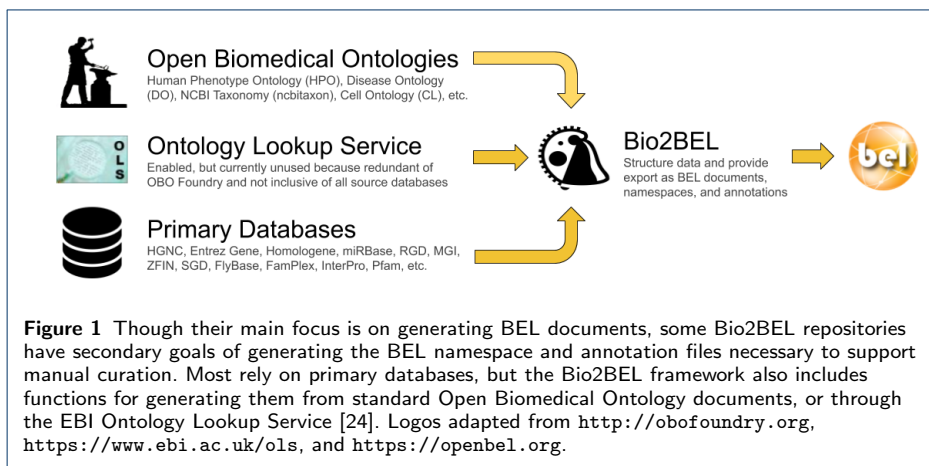 Open Biomedical Ontologies
Human Phenotype Ontology (HPO), Disease Ontology
(DO), NCBI Taxonomy (ncbitaxon), Cell Ontology (CL), etc.
OLS
Ontology Lookup Service
Enabled, but currently unused because redundant of
OBO Foundry and not inclusive of all source databases
Primary Databases
HGNC, Entrez Gene, Homologene, miRBase, RGD, MGI,
ZFIN, SGD, FlyBase, FamPlex, InterPro, Pfam, etc.
Bio2BEL
Structure data and provide
export as BEL documents,
namespaces, and annotations
bel
Figure 1 Though their main focus is on generating BEL documents, some Bio2BEL repositories
have secondary goals of generating the BEL namespace and annotation files necessary to support
manual curation. Most rely on primary databases, but the Bio2BEL framework also includes
functions for generating them from standard Open Biomedical Ontology documents, or through
the EBI Ontology Lookup Service [24]. Logos adapted from http://obofoundry.org,
https://www.ebi.ac.uk/ols, and https://openbel.org.